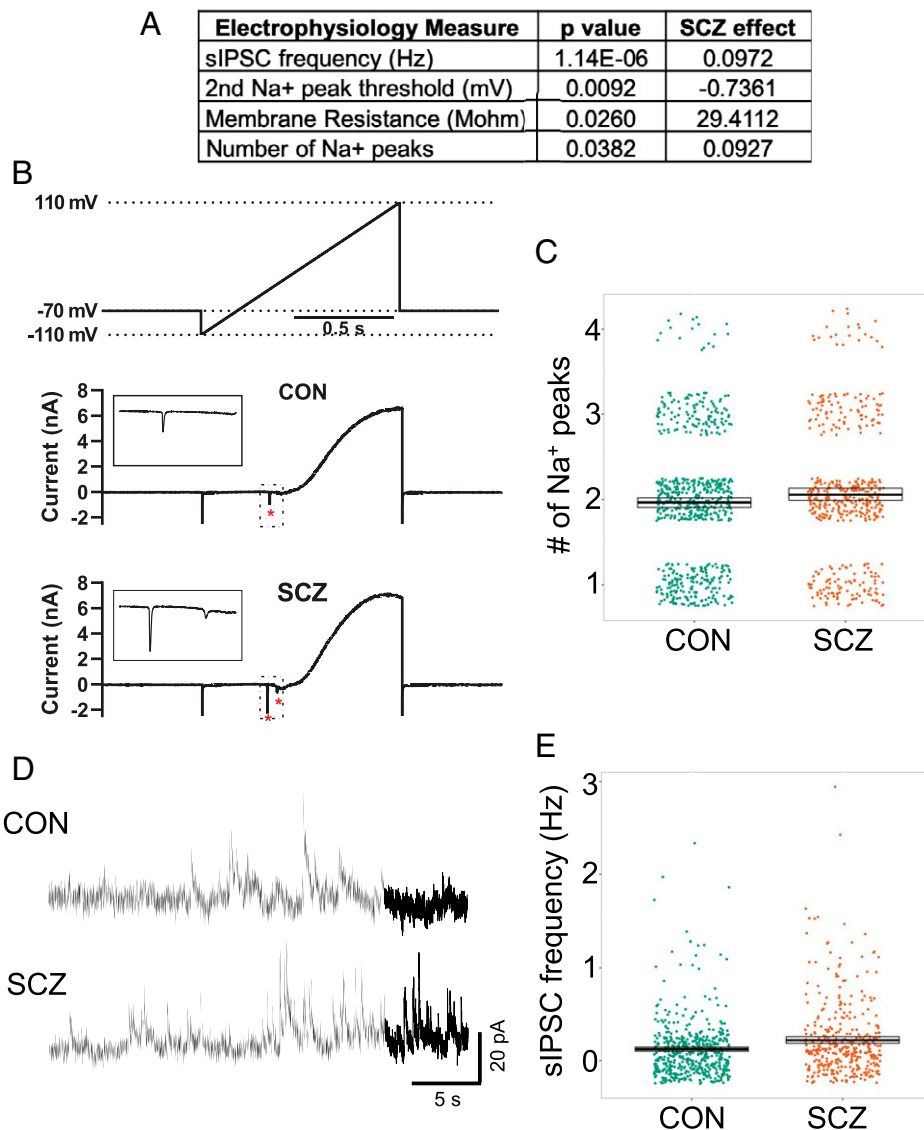 A
Electrophysiology Measure p value SCZ effect
sIPSC frequency (Hz) 1.14E-06 0.0972
2nd Na+ peak threshold (mV) 0.0092 -0.7361
Membrane Resistance (Mohm) 0.0260 29.4112
Number of Na+ peaks 0.0382 0.0927
B
110 mV
-70 mV
-110 mV
0.5 s
CON
Current (nA)
8
6
4
2
0
-2
*
SCZ
Current (nA)
8
6
4
2
0
-2
*
*
C
# of Na⁺ peaks
4
3
2
1
CON SCZ
D
CON
SCZ
20 pA
5 s
E
sIPSC frequency (Hz)
3
2
1
0
CON SCZ